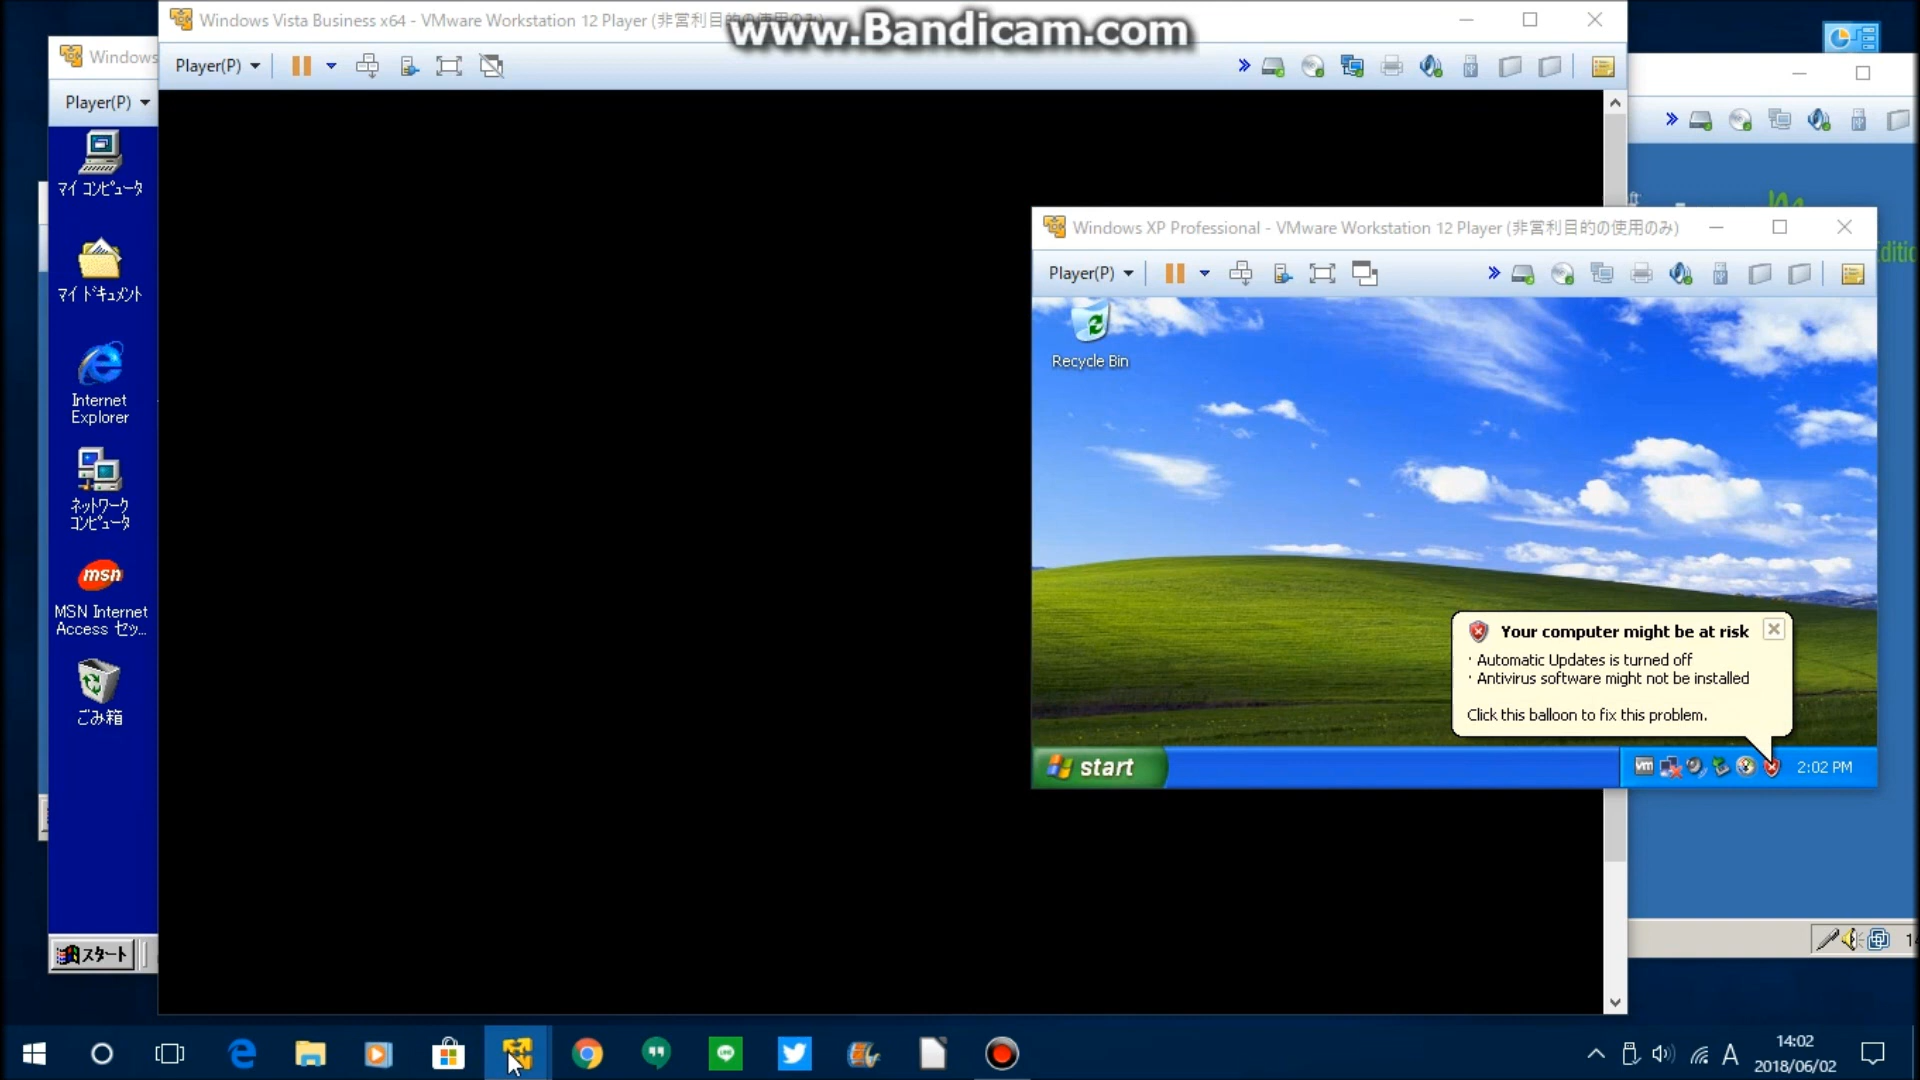 Windows Vista Business x64 - VMware Workstation 12 Player (非営利目的の使用のみ)
www.Bandicam.com
Windows
Player(P)
Player(P)
マイ コンピュータ
マイ ドキュメント
Internet
Explorer
ネットワーク
コンピュータ
msn
MSN Internet
Access セッ...
ごみ箱
スタート
Windows XP Professional - VMware Workstation 12 Player (非営利目的の使用のみ)
Player(P)
Recycle Bin
Your computer might be at risk
・Automatic Updates is turned off
・Antivirus software might not be installed
Click this balloon to fix this problem.
start
vm
2:02 PM
A
14:02
2018/06/02